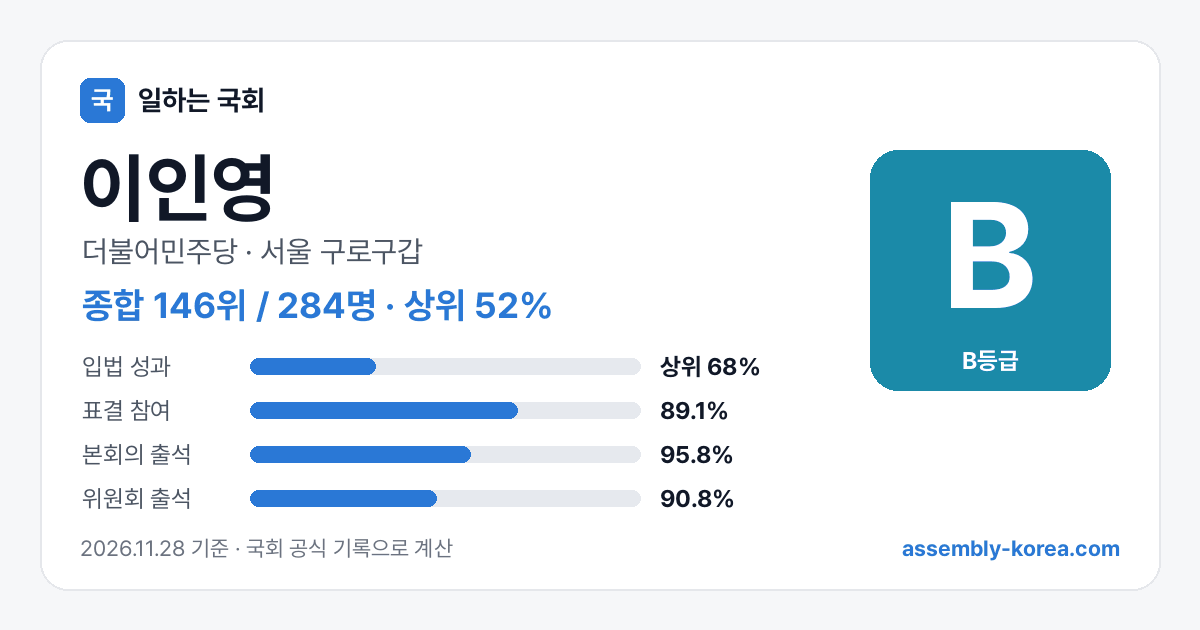 국 일하는 국회
이인영
더불어민주당 · 서울 구로구갑
종합 146위 / 284명 · 상위 52%
B
B등급
입법 성과 상위 68%
표결 참여 89.1%
본회의 출석 95.8%
위원회 출석 90.8%
2026.11.28 기준 · 국회 공식 기록으로 계산
assembly-korea.com